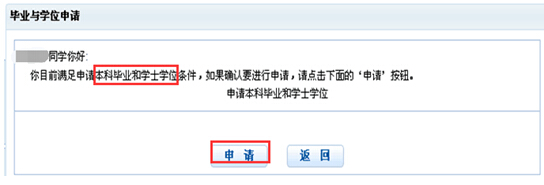 毕业与学位申请
同学你好:
你目前满足申请本科毕业和学士学位条件，如果确认要进行申请，请点击下面的‘申请’按钮。
申请本科毕业和学士学位
申 请
返 回